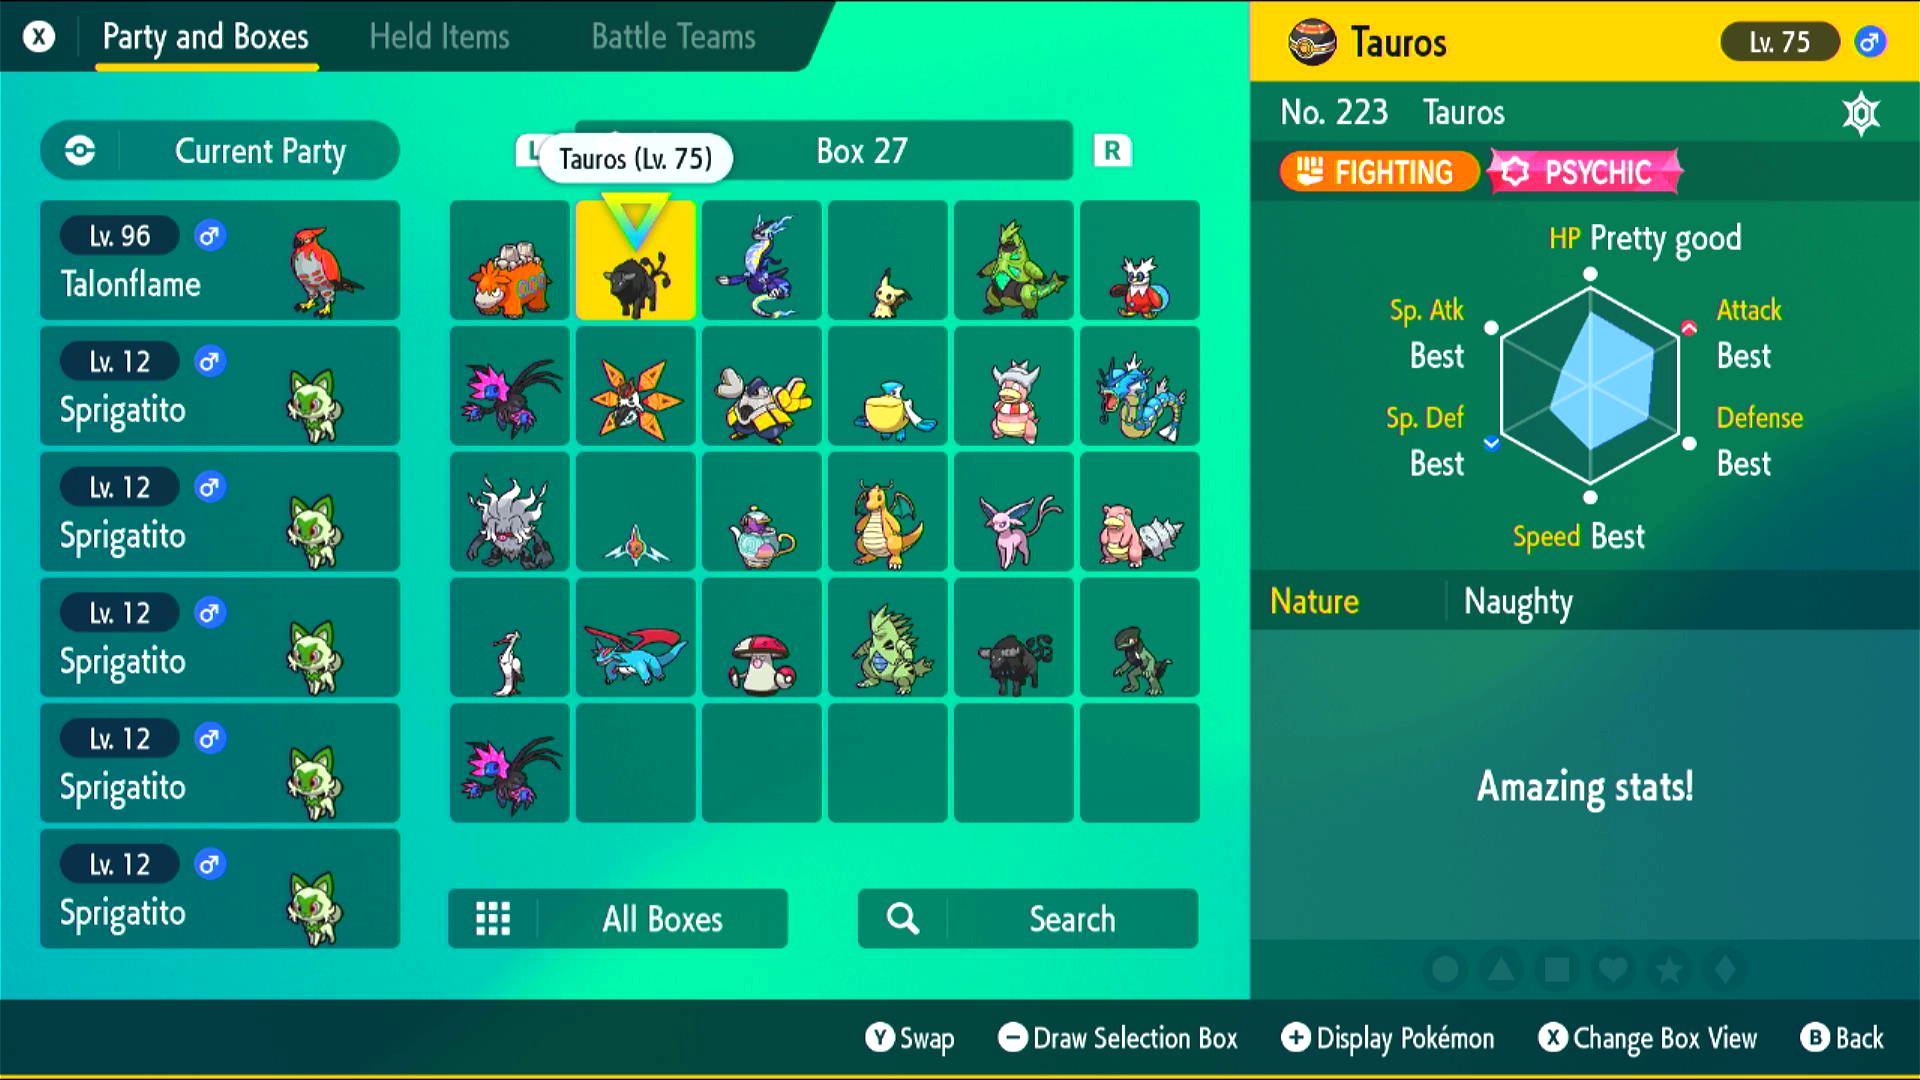 X Party and Boxes Held Items Battle Teams
Tauros Lv. 75
No. 223 Tauros
FIGHTING PSYCHIC
Current Party
L Box 27 R
Tauros (Lv. 75)
Lv. 96
Talonflame
Lv. 12
Sprigatito
Lv. 12
Sprigatito
Lv. 12
Sprigatito
Lv. 12
Sprigatito
Lv. 12
Sprigatito
All Boxes Search
HP Pretty good
Sp. Atk
Best
Attack
Best
Sp. Def
Best
Defense
Best
Speed Best
Nature Naughty
Amazing stats!
Y Swap - Draw Selection Box + Display Pokémon X Change Box View B Back